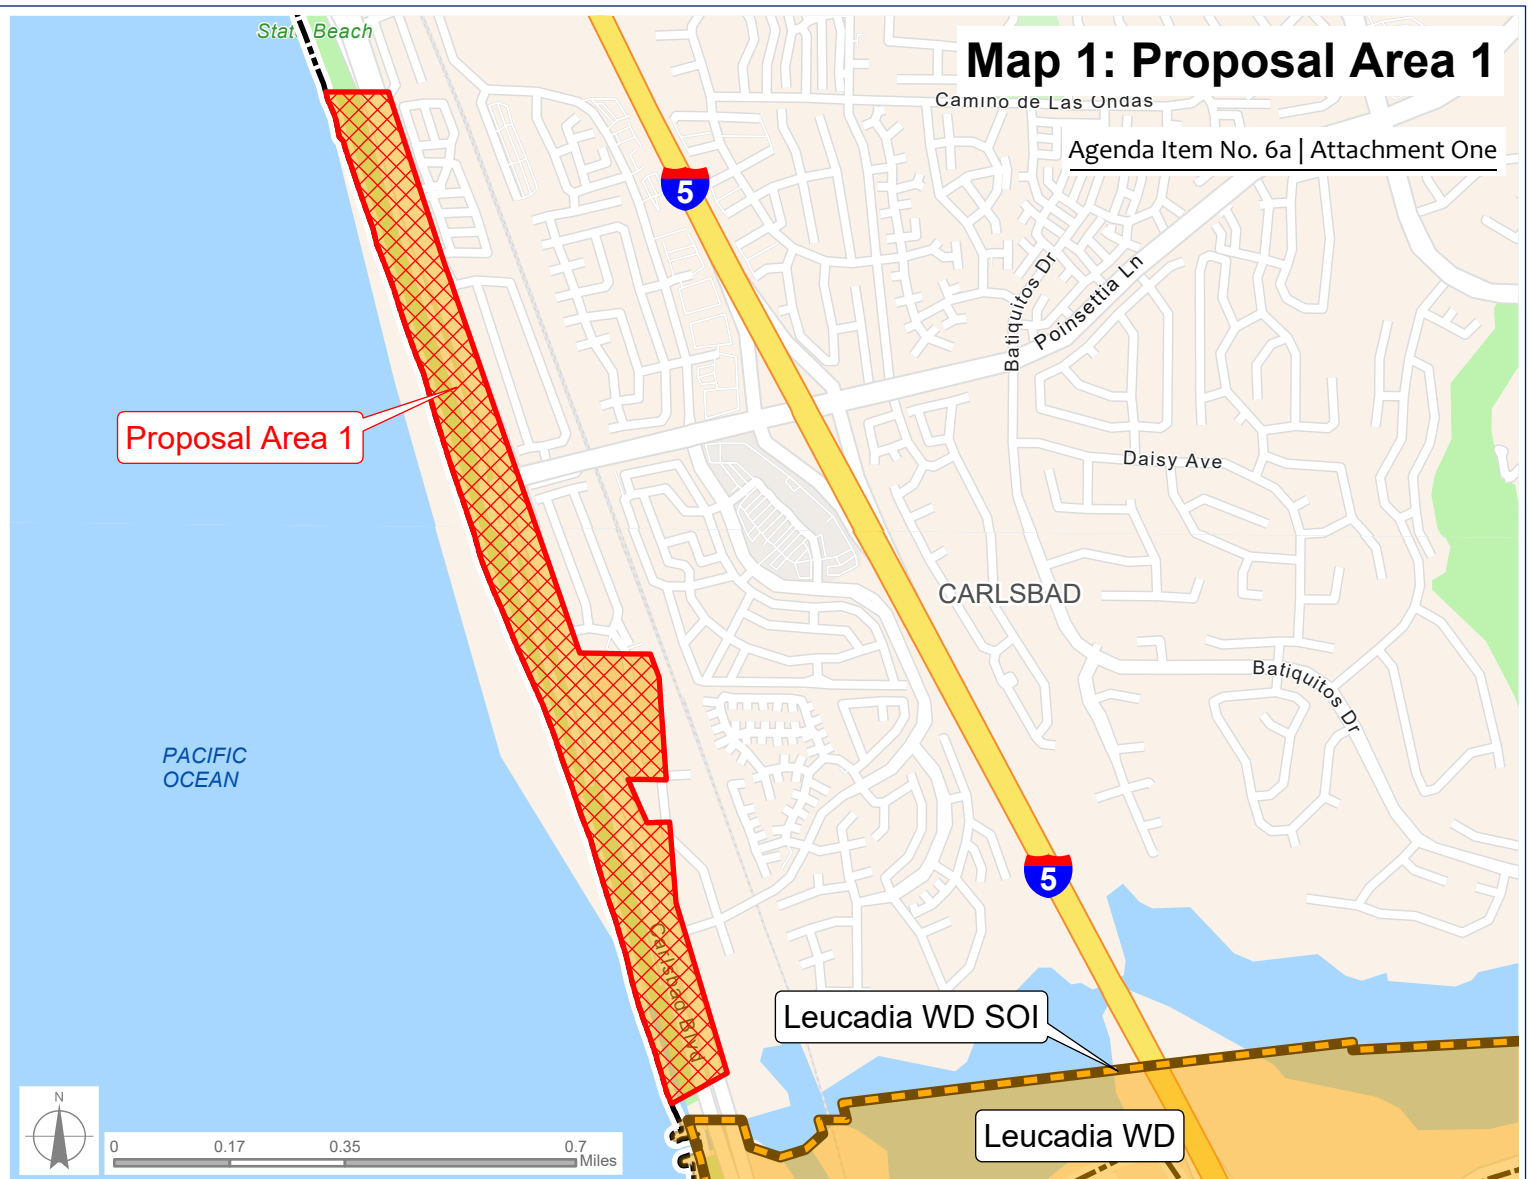 State Beach
Map 1: Proposal Area 1
Camino de Las Ondas
Agenda Item No. 6a | Attachment One
5
Batiquitos Dr
Poinsettia Ln
Proposal Area 1
Daisy Ave
CARLSBAD
Batiquitos Dr
PACIFIC
OCEAN
5
Carlsbad Blvd
Leucadia WD SOI
Leucadia WD
N
0 0.17 0.35 0.7
Miles